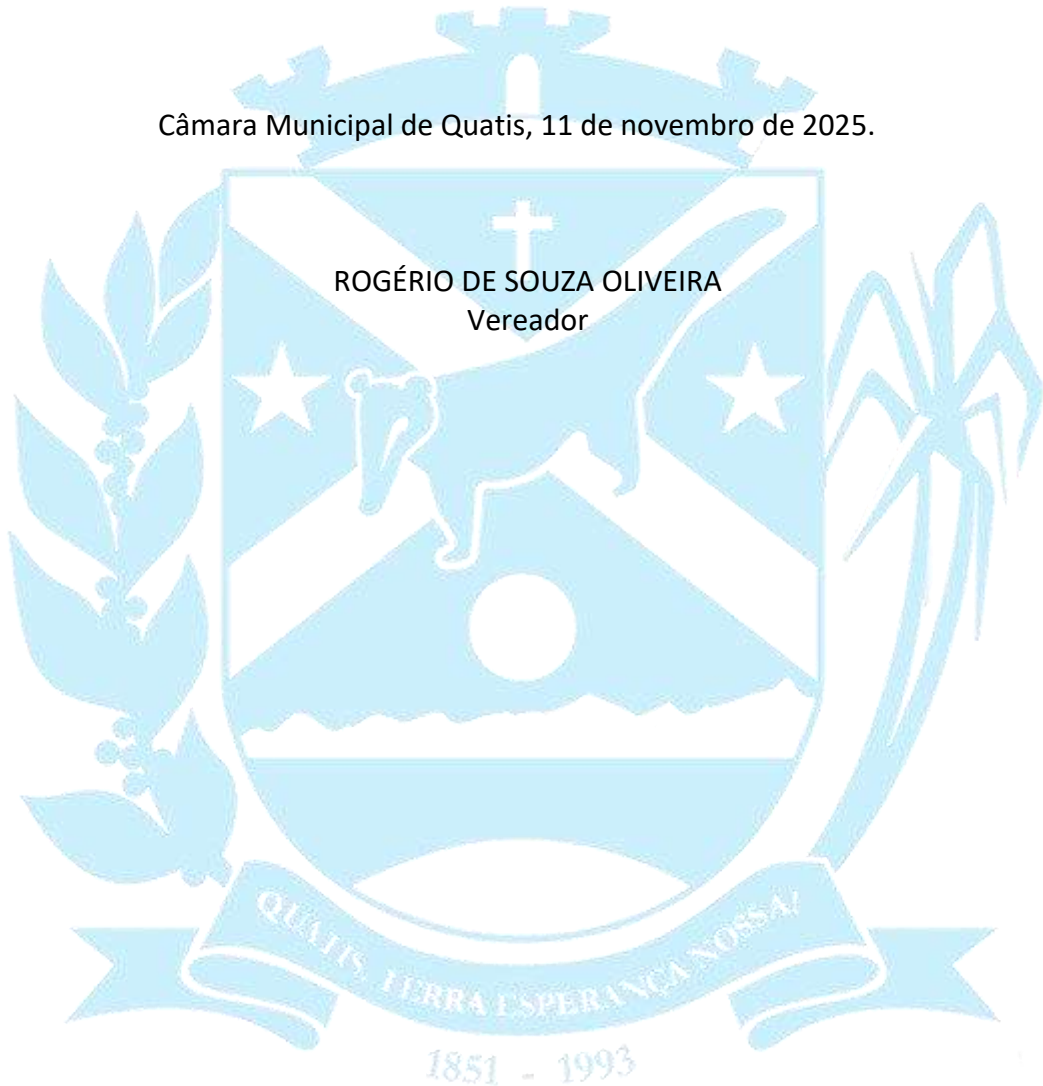 Câmara Municipal de Quatis, 11 de novembro de 2025.
ROGÉRIO DE SOUZA OLIVEIRA
Vereador
QUATIS, TERRA ESPERANÇA NOSSA!
1851 - 1993